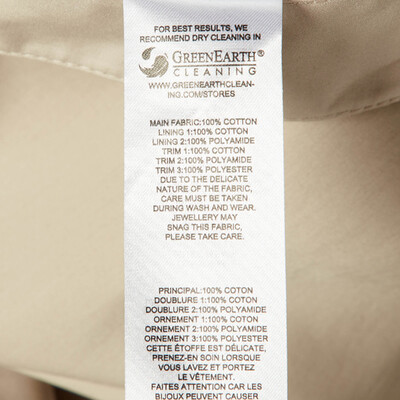 FOR BEST RESULTS, WE
RECOMMEND DRY CLEANING IN
GREENEARTH®
CLEANING
WWW.GREENEARTHCLEAN-
ING.COM/STORES
MAIN FABRIC:100% COTTON
LINING 1:100% COTTON
LINING 2:100% POLYAMIDE
TRIM 1:100% COTTON
TRIM 2:100% POLYAMIDE
TRIM 3:100% POLYESTER
DUE TO THE DELICATE
NATURE OF THE FABRIC,
CARE MUST BE TAKEN
DURING WASH AND WEAR.
JEWELLERY MAY
SNAG THIS FABRIC,
PLEASE TAKE CARE.
PRINCIPAL:100% COTON
DOUBLURE 1:100% COTON
DOUBLURE 2:100% POLYAMIDE
ORNEMENT 1:100% COTON
ORNEMENT 2:100% POLYAMIDE
ORNEMENT 3:100% POLYESTER
CETTE ÉTOFFE EST DÉLICATE,
PRENEZ-EN SOIN LORSQUE
VOUS LAVEZ ET PORTEZ
LE VÊTEMENT.
FAITES ATTENTION CAR LES
BIJOUX PEUVENT CAUSER